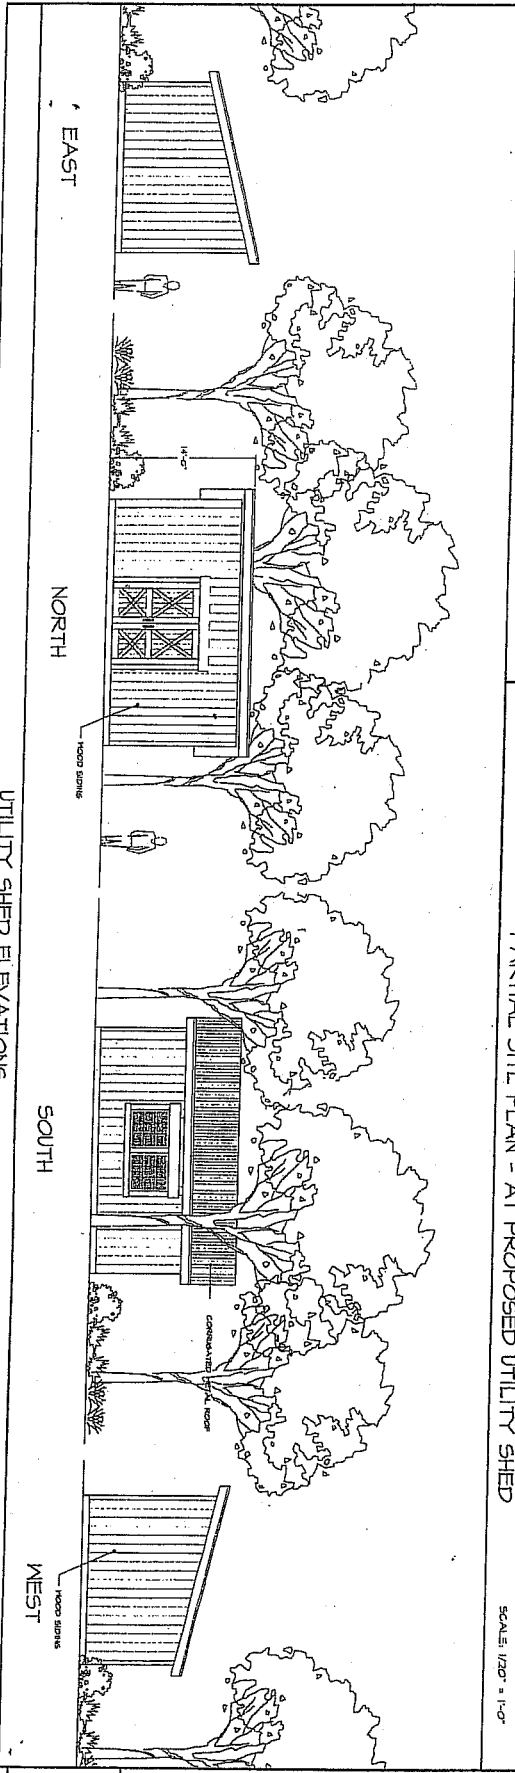 PARTIAL SITE PLAN - AT PROPOSED UTILITY SHED
SCALE: 1/20" = 1'-0"
14'-0"
CORRUGATED METAL ROOF
WOOD SIDING
WOOD SIDING
EAST
NORTH
SOUTH
WEST
UTILITY SHED ELEVATIONS